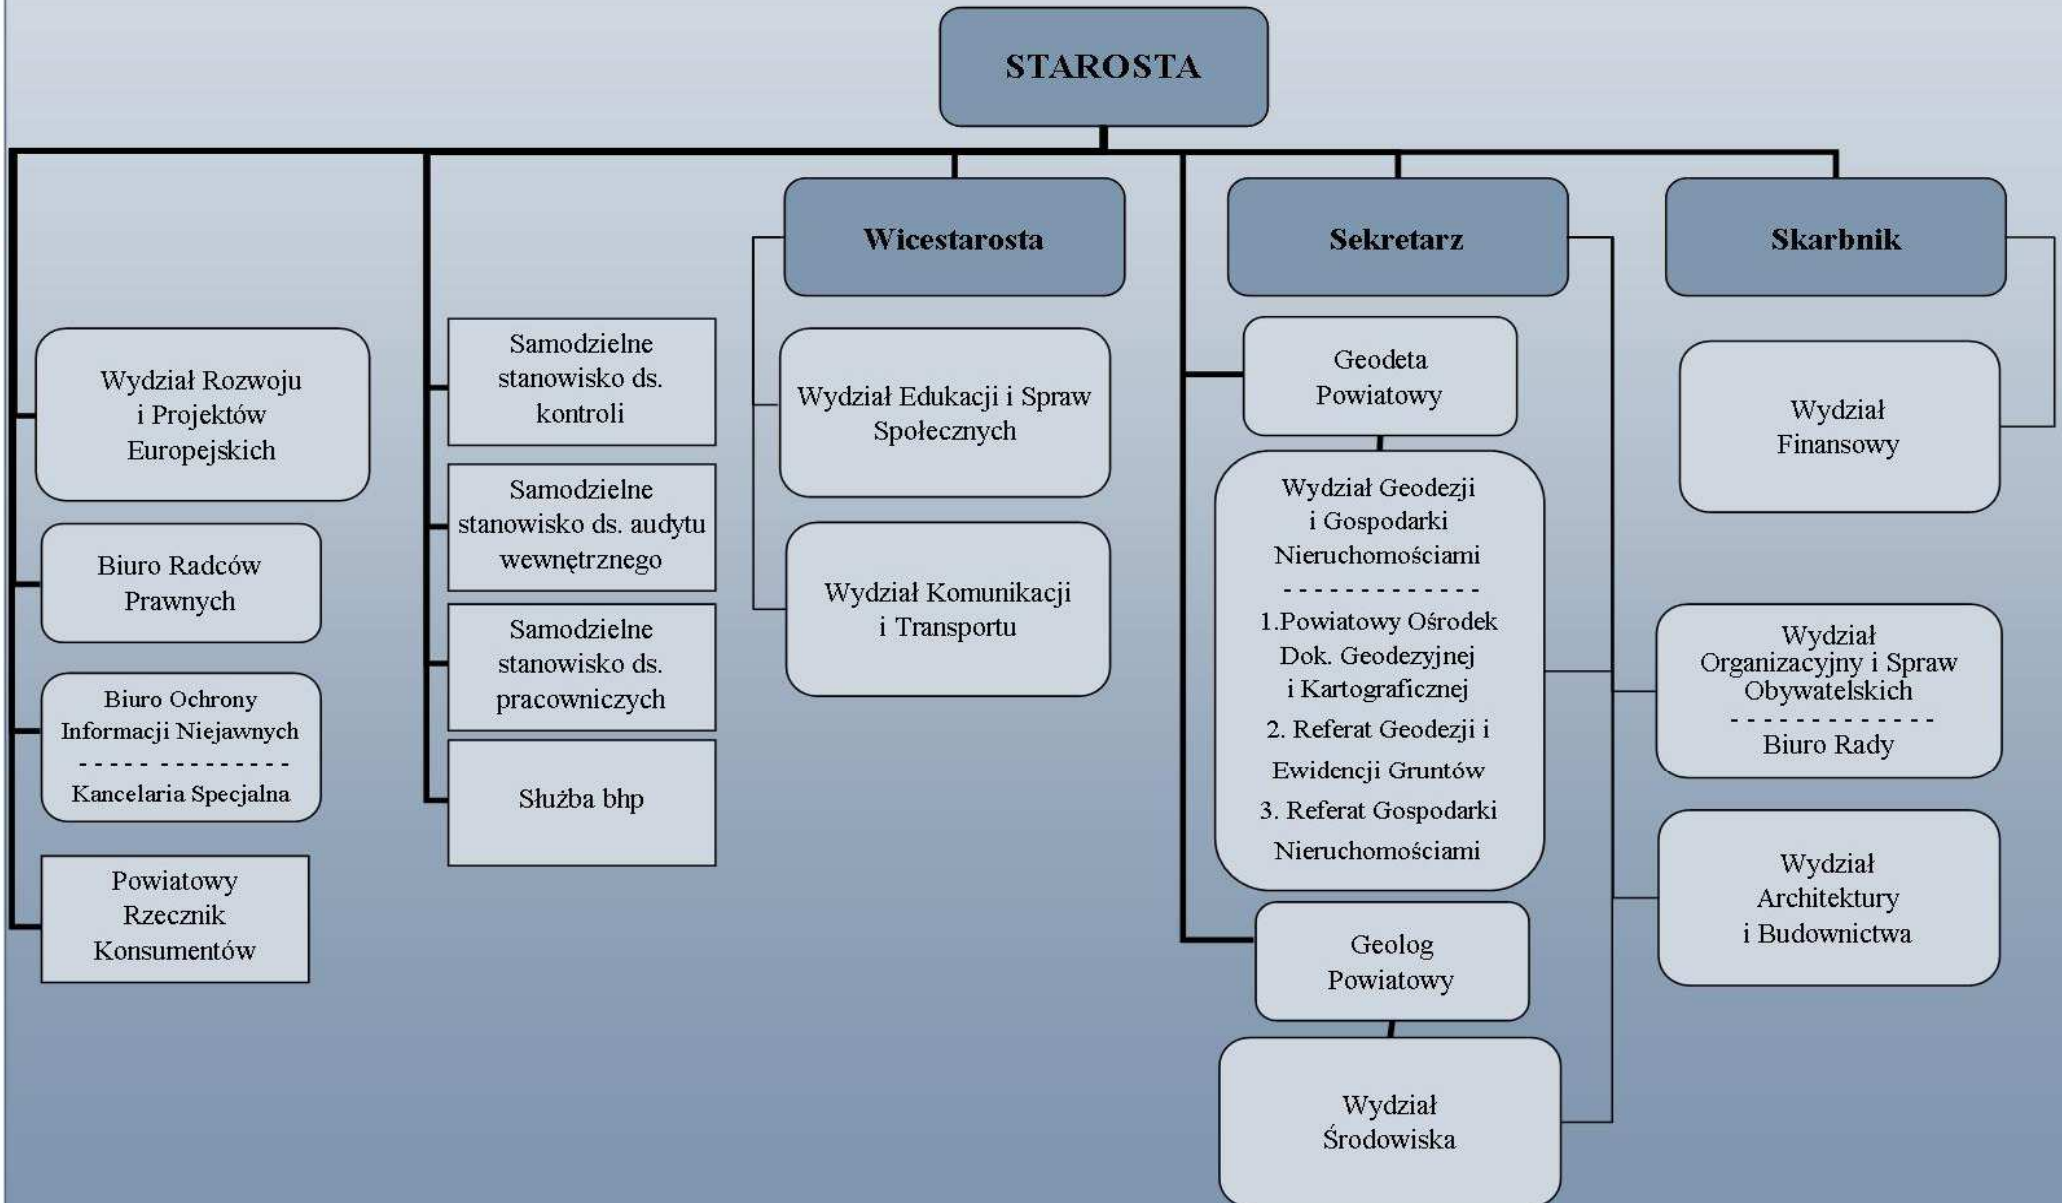 STAROSTA
Wicestarosta
Sekretarz
Skarbnik
Wydział Rozwoju
i Projektów
Europejskich
Biuro Radców
Prawnych
Biuro Ochrony
Informacji Niejawnych
- - - - - - - - - - - - - -
Kancelaria Specjalna
Powiatowy
Rzecznik
Konsumentów
Samodzielne
stanowisko ds.
kontroli
Samodzielne
stanowisko ds. audytu
wewnętrznego
Samodzielne
stanowisko ds.
pracowniczych
Służba bhp
Wydział Edukacji i Spraw
Społecznych
Wydział Komunikacji
i Transportu
Geodeta
Powiatowy
Wydział Geodezji
i Gospodarki
Nieruchomościami
- - - - - - - - - - - - -
1.Powiatowy Ośrodek
Dok. Geodezyjnej
i Kartograficznej
2. Referat Geodezji i
Ewidencji Gruntów
3. Referat Gospodarki
Nieruchomościami
Geolog
Powiatowy
Wydział
Środowiska
Wydział
Finansowy
Wydział
Organizacyjny i Spraw
Obywatelskich
- - - - - - - - - - - - -
Biuro Rady
Wydział
Architektury
i Budownictwa